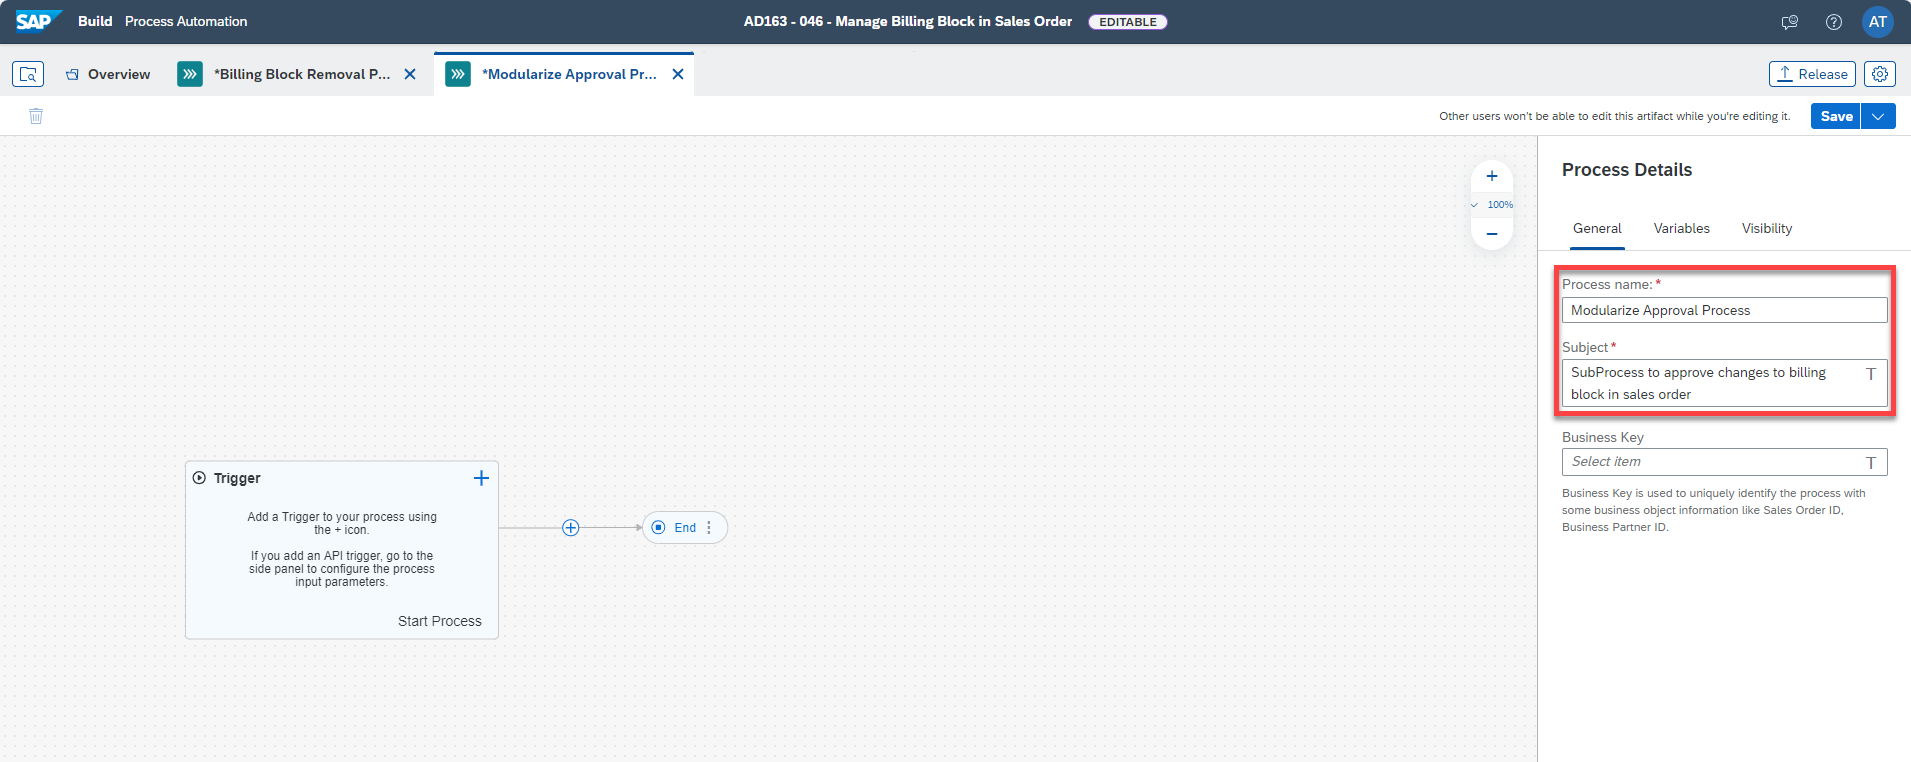 SAP Build Process Automation
AD163 - 046 - Manage Billing Block in Sales Order EDITABLE
AT
Overview
*Billing Block Removal P...
*Modularize Approval Pr...
Release
Other users won't be able to edit this artifact while you're editing it.
Save
100%
Trigger
Add a Trigger to your process using
the + icon.
If you add an API trigger, go to the
side panel to configure the process
input parameters.
Start Process
End
Process Details
General Variables Visibility
Process name: *
Modularize Approval Process
Subject *
SubProcess to approve changes to billing
block in sales order
T
Business Key
Select item
T
Business Key is used to uniquely identify the process with
some business object information like Sales Order ID,
Business Partner ID.